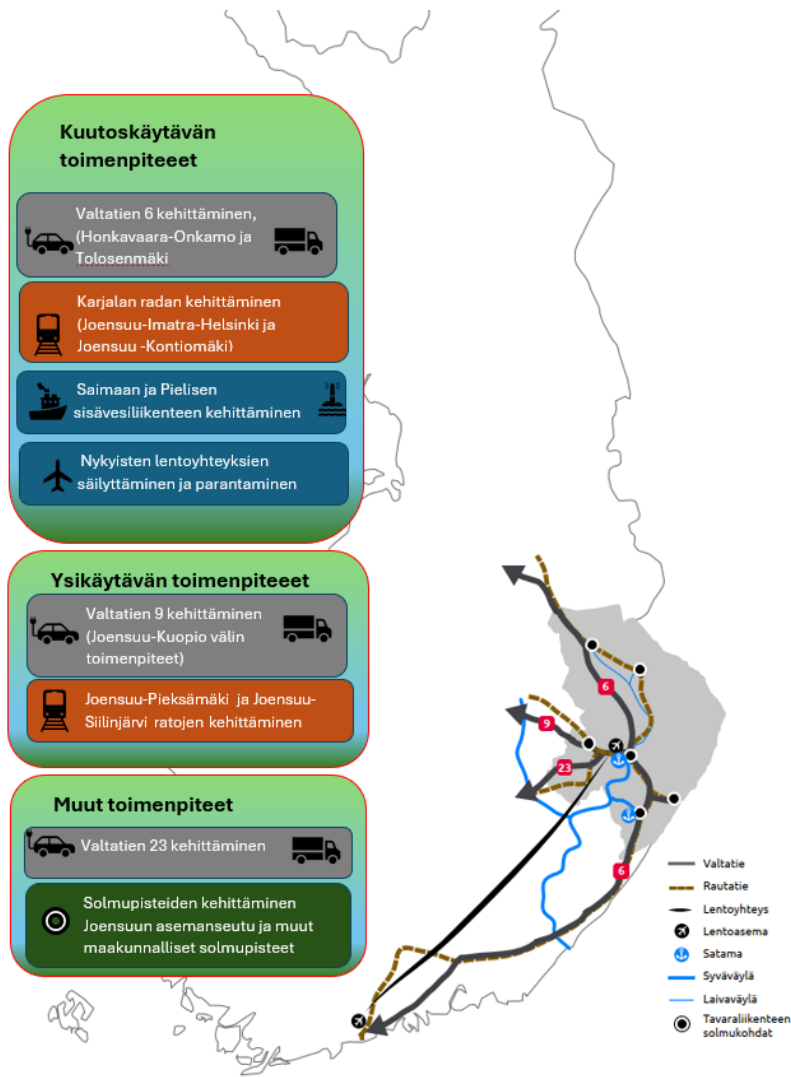 Kuutoskäytävän
toimenpiteeet
Valtatien 6 kehittäminen,
(Honkavaara-Onkamo ja
Tolosenmäki
Karjalan radan kehittäminen
(Joensuu-Imatra-Helsinki ja
Joensuu -Kontiomäki)
Saimaan ja Pielisen
sisävesiliikenteen kehittäminen
Nykyisten lentoyhteyksien
säilyttäminen ja parantaminen
Ysikäytävän toimenpiteeet
Valtatien 9 kehittäminen
(Joensuu-Kuopio välin
toimenpiteet)
Joensuu-Pieksämäki ja Joensuu-
Siilinjärvi ratojen kehittäminen
Muut toimenpiteet
Valtatien 23 kehittäminen
Solmupisteiden kehittäminen
Joensuun asemanseutu ja muut
maakunnalliset solmupisteet
6
9
23
6
Valtatie
Rautatie
Lentoyhteys
Lentoasema
Satama
Syväväylä
Laivaväylä
Tavaraliikenteen
solmukohdat